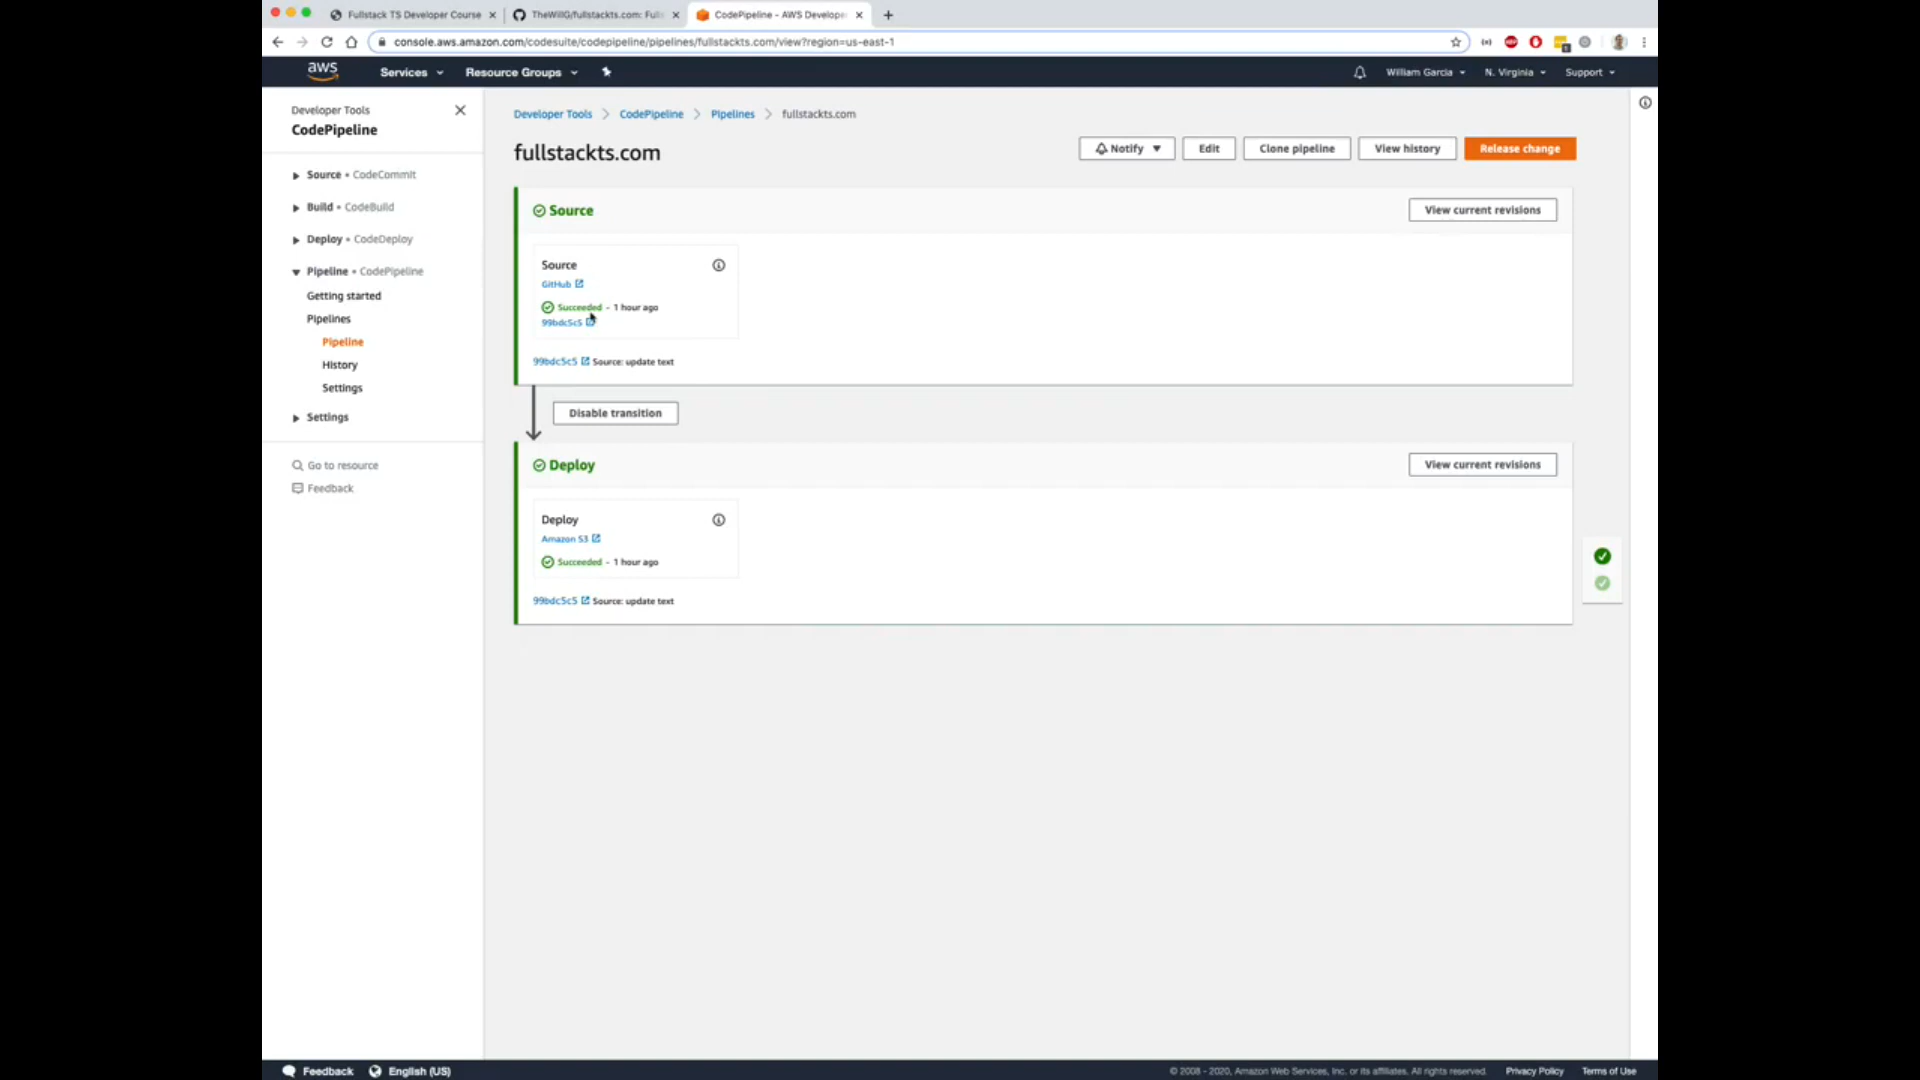 Fullstack TS Developer Course
TheWillG/fullstackts.com: Full
CodePipeline - AWS Develope
console.aws.amazon.com/codesuite/codepipeline/pipelines/fullstackts.com/view?region=us-east-1
aws
Services
Resource Groups
William Garcia
N. Virginia
Support
Developer Tools
CodePipeline
Source • CodeCommit
Build • CodeBuild
Deploy • CodeDeploy
Pipeline • CodePipeline
Getting started
Pipelines
Pipeline
History
Settings
Settings
Go to resource
Feedback
Developer Tools > CodePipeline > Pipelines > fullstackts.com
fullstackts.com
Notify
Edit
Clone pipeline
View history
Release change
Source
View current revisions
Source
GitHub
Succeeded - 1 hour ago
99bdc5c5
99bdc5c5 Source: update text
Disable transition
Deploy
View current revisions
Deploy
Amazon S3
Succeeded - 1 hour ago
99bdc5c5 Source: update text
Feedback
English (US)
© 2008 - 2020, Amazon Web Services, Inc. or its affiliates. All rights reserved.
Privacy Policy
Terms of Use